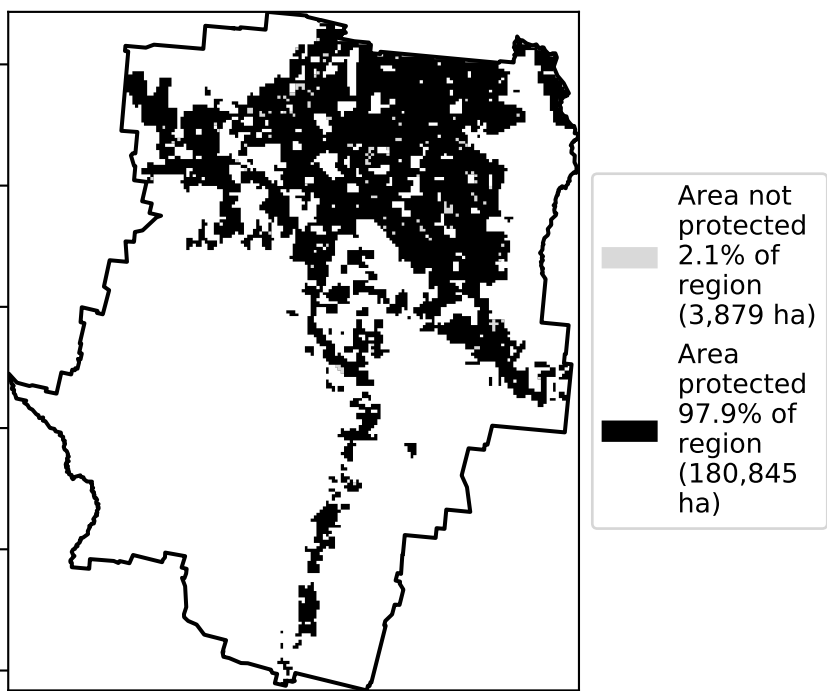 Area not
protected
2.1% of
region
(3,879 ha)
Area
protected
97.9% of
region
(180,845
ha)